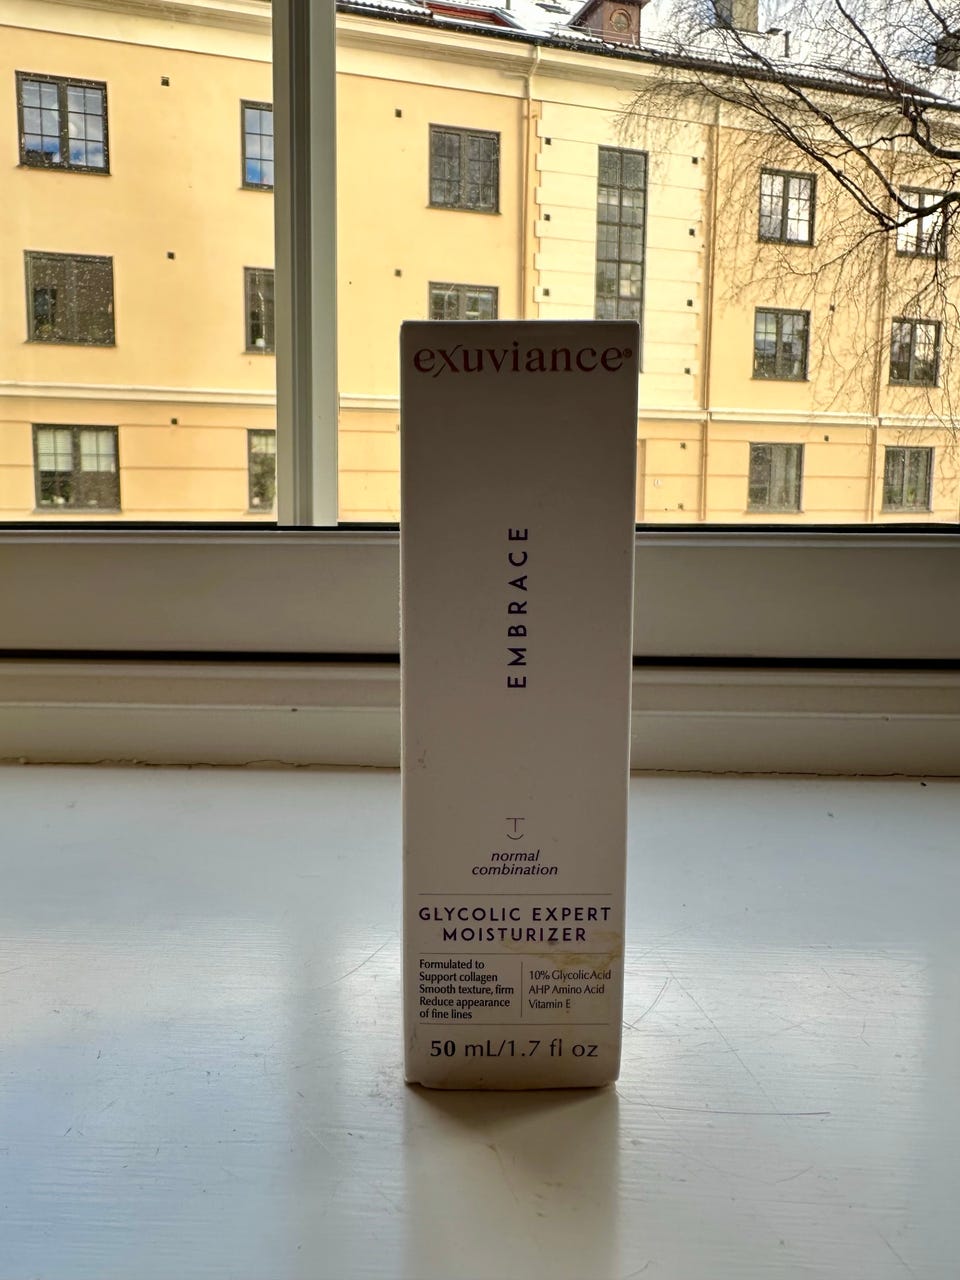 exuviance®
EMBRACE
normal
combination
GLYCOLIC EXPERT
MOISTURIZER
Formulated to
Support collagen
Smooth texture, firm
Reduce appearance
of fine lines
10% Glycolic Acid
AHP Amino Acid
Vitamin E
50 mL/1.7 fl oz